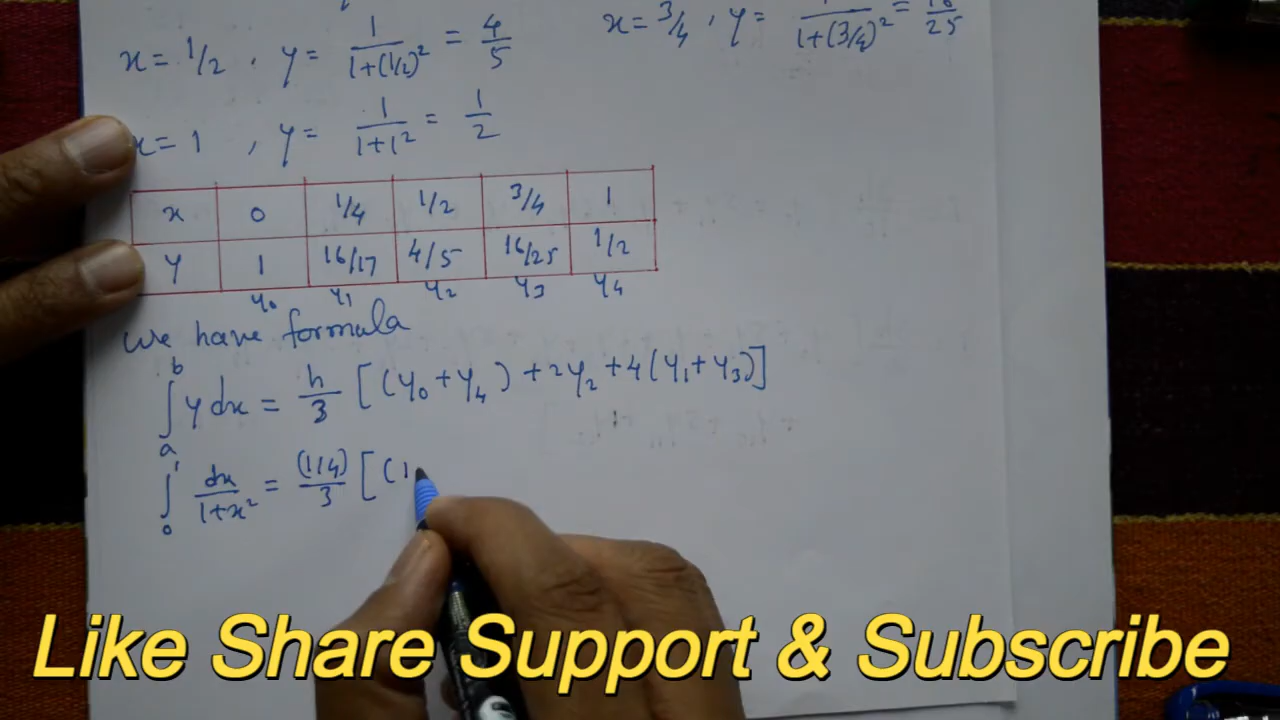 x = 1/2 , y = 1/(1+(1/2)²) = 4/5
x = 3/4 , y = 1/(1+(3/4)²) = 16/25
x = 1 , y = 1/(1+1²) = 1/2
x 0 1/4 1/2 3/4 1
y 1 16/17 4/5 16/25 1/2
y₀ y₁ y₂ y₃ y₄
We have formula
∫ₐᵇ y dx = h/3 [(y₀+y₄) + 2y₂ + 4(y₁+y₃)]
∫₀¹ dx/(1+x²) = (1/4)/3 [(1
Like Share Support & Subscribe